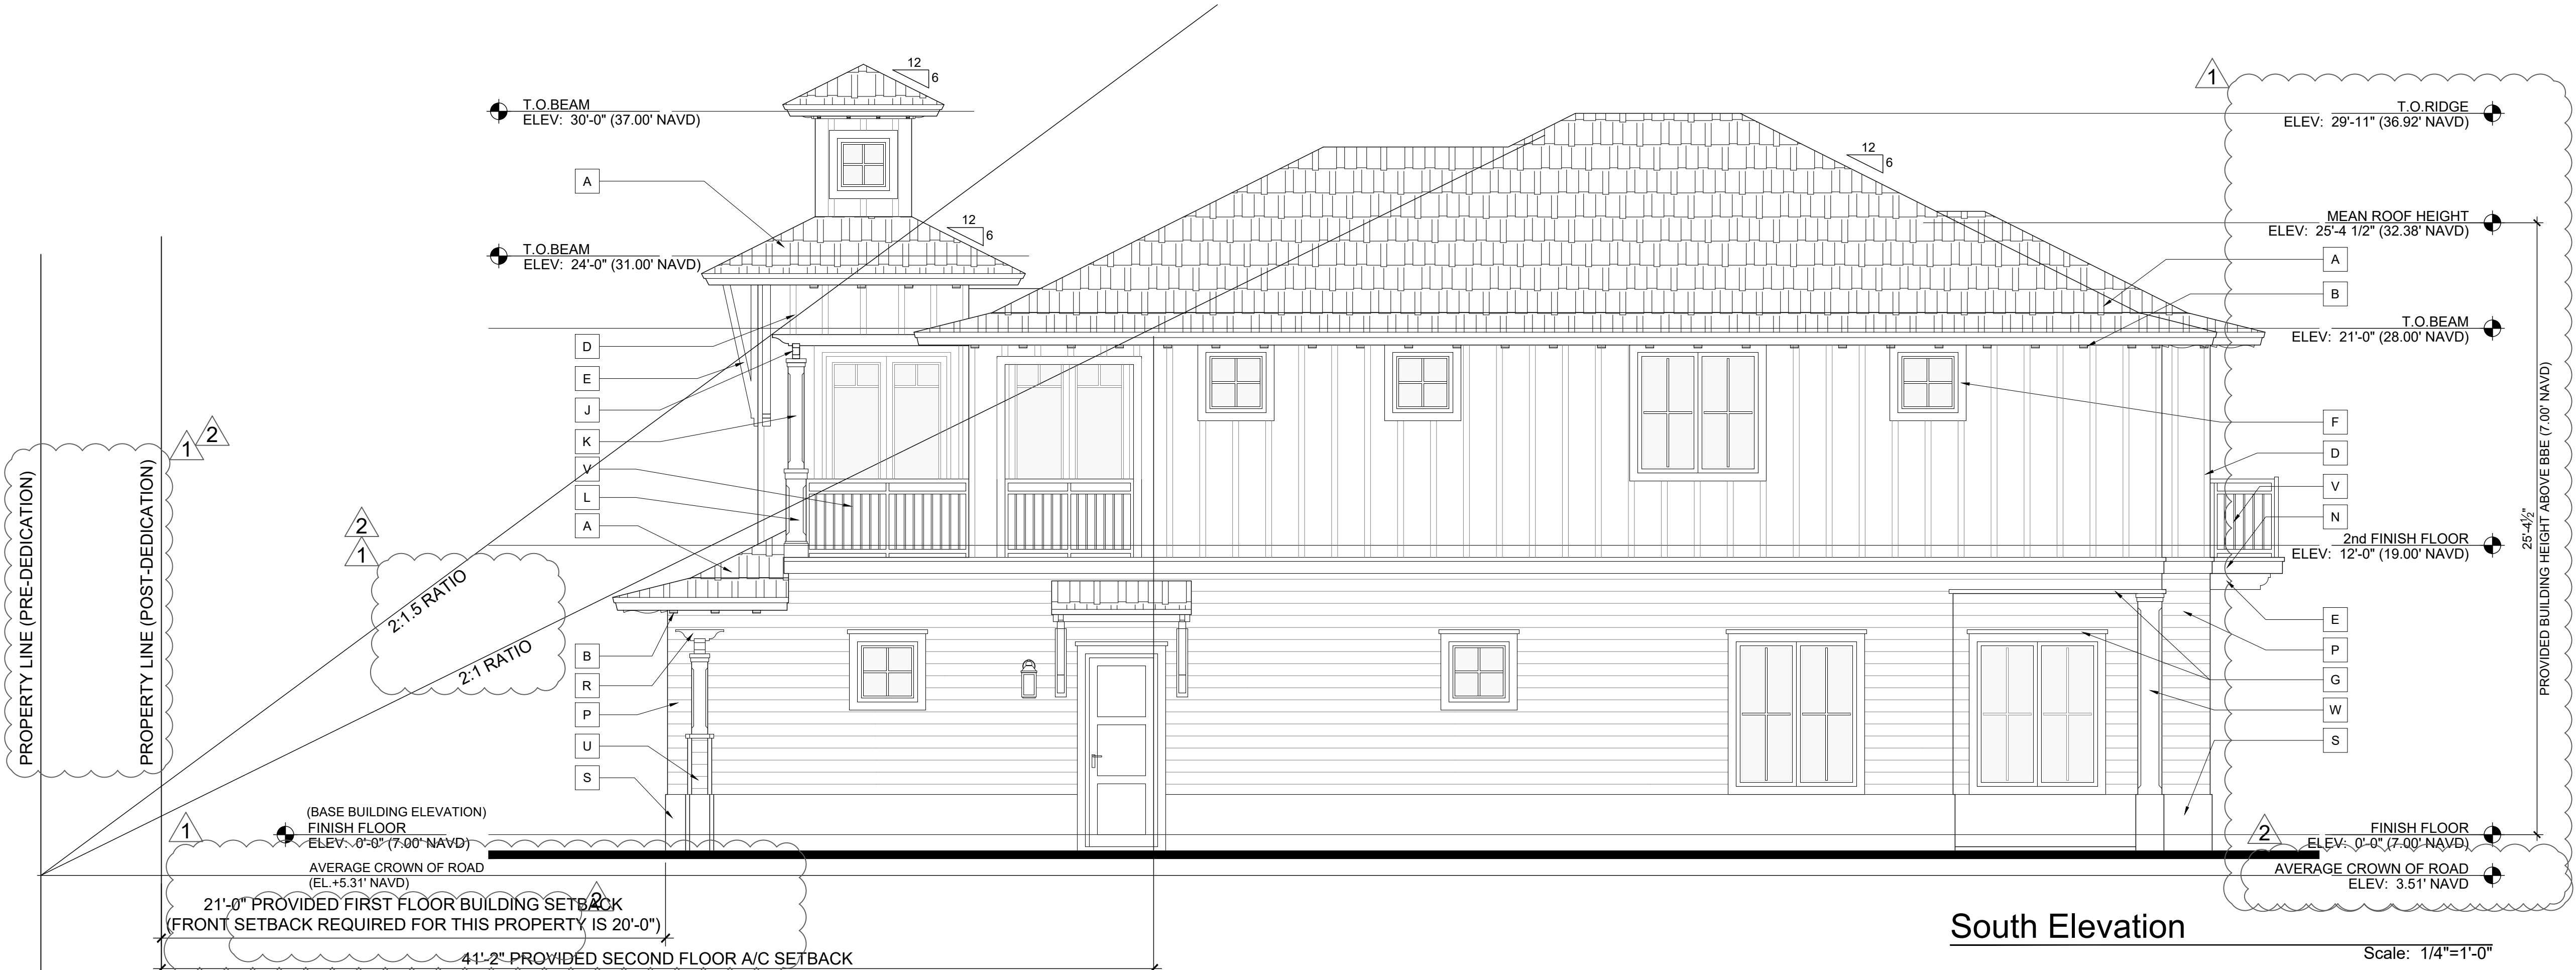 12
6
1
T.O.BEAM
ELEV: 30'-0" (37.00' NAVD)
T.O.RIDGE
ELEV: 29'-11" (36.92' NAVD)
12
6
A
12
6
MEAN ROOF HEIGHT
ELEV: 25'-4 1/2" (32.38' NAVD)
T.O.BEAM
ELEV: 24'-0" (31.00' NAVD)
A
B
T.O.BEAM
ELEV: 21'-0" (28.00' NAVD)
D
E
J
K
V
L
A
F
D
V
N
1
2
2
1
PROPERTY LINE (PRE-DEDICATION)
PROPERTY LINE (POST-DEDICATION)
2:1.5 RATIO
2:1 RATIO
2nd FINISH FLOOR
ELEV: 12'-0" (19.00' NAVD)
25'-4½"
PROVIDED BUILDING HEIGHT ABOVE BBE (7.00' NAVD)
B
R
P
U
S
E
P
G
W
S
(BASE BUILDING ELEVATION)
FINISH FLOOR
ELEV: 0'-0" (7.00' NAVD)
1
2
FINISH FLOOR
ELEV: 0'-0" (7.00' NAVD)
AVERAGE CROWN OF ROAD
(EL.+5.31' NAVD)
AVERAGE CROWN OF ROAD
ELEV: 3.51' NAVD
2
21'-0" PROVIDED FIRST FLOOR BUILDING SETBACK
(FRONT SETBACK REQUIRED FOR THIS PROPERTY IS 20'-0")
41'-2" PROVIDED SECOND FLOOR A/C SETBACK
South Elevation
Scale: 1/4"=1'-0"